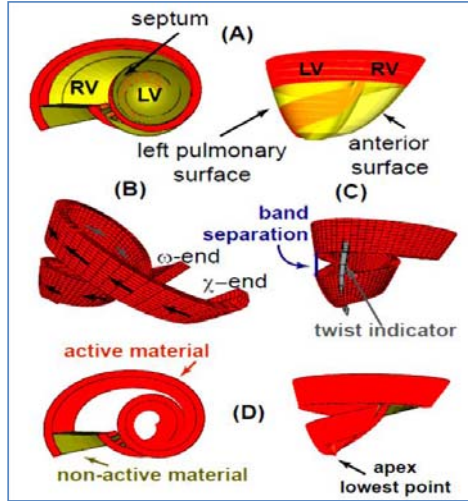 septum
(A)
RV
LV
LV
RV
left pulmonary
surface
anterior
surface
(B)
(C)
band
separation
ω-end
χ-end
twist indicator
active material
(D)
non-active material
apex
lowest point